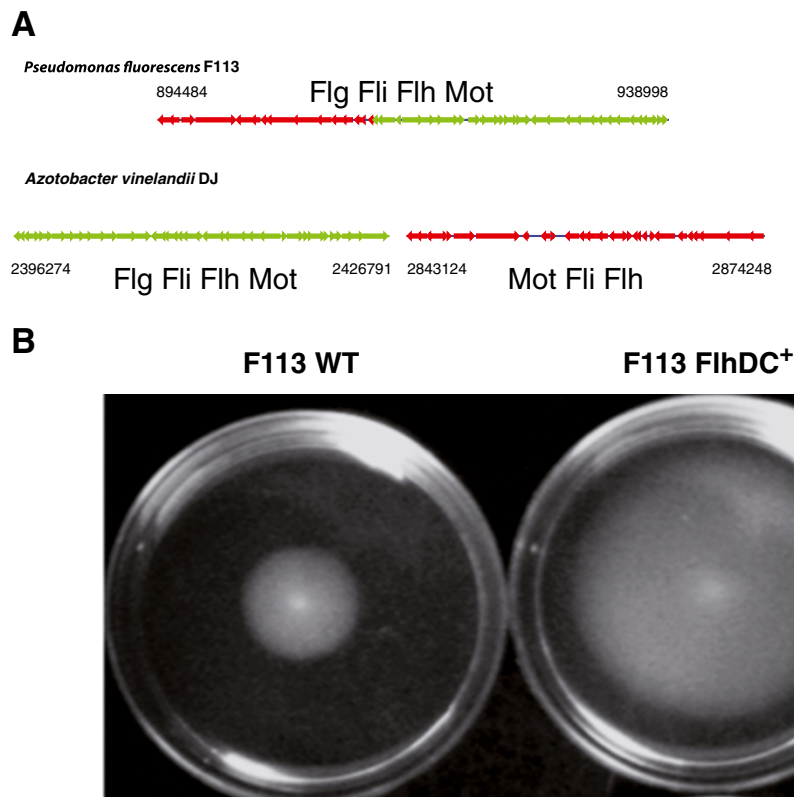 A
Pseudomonas fluorescens F113
894484 Flg Fli Flh Mot 938998
Azotobacter vinelandii DJ
2396274 Flg Fli Flh Mot 2426791 2843124 Mot Fli Flh 2874248
B
F113 WT F113 FlhDC+